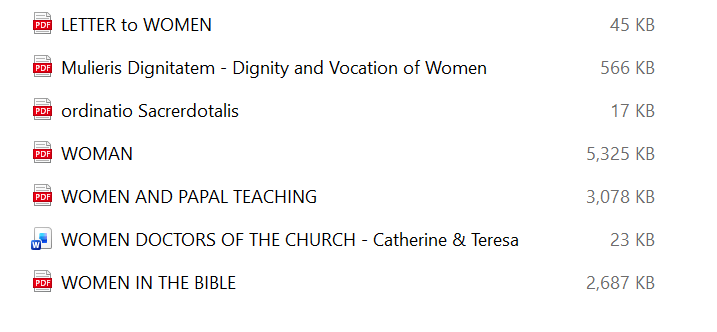 PDF LETTER to WOMEN 45 KB
PDF Mulieris Dignitatem - Dignity and Vocation of Women 566 KB
PDF ordinatio Sacerdotalis 17 KB
PDF WOMAN 5,325 KB
PDF WOMEN AND PAPAL TEACHING 3,078 KB
W WOMEN DOCTORS OF THE CHURCH - Catherine & Teresa 23 KB
PDF WOMEN IN THE BIBLE 2,687 KB